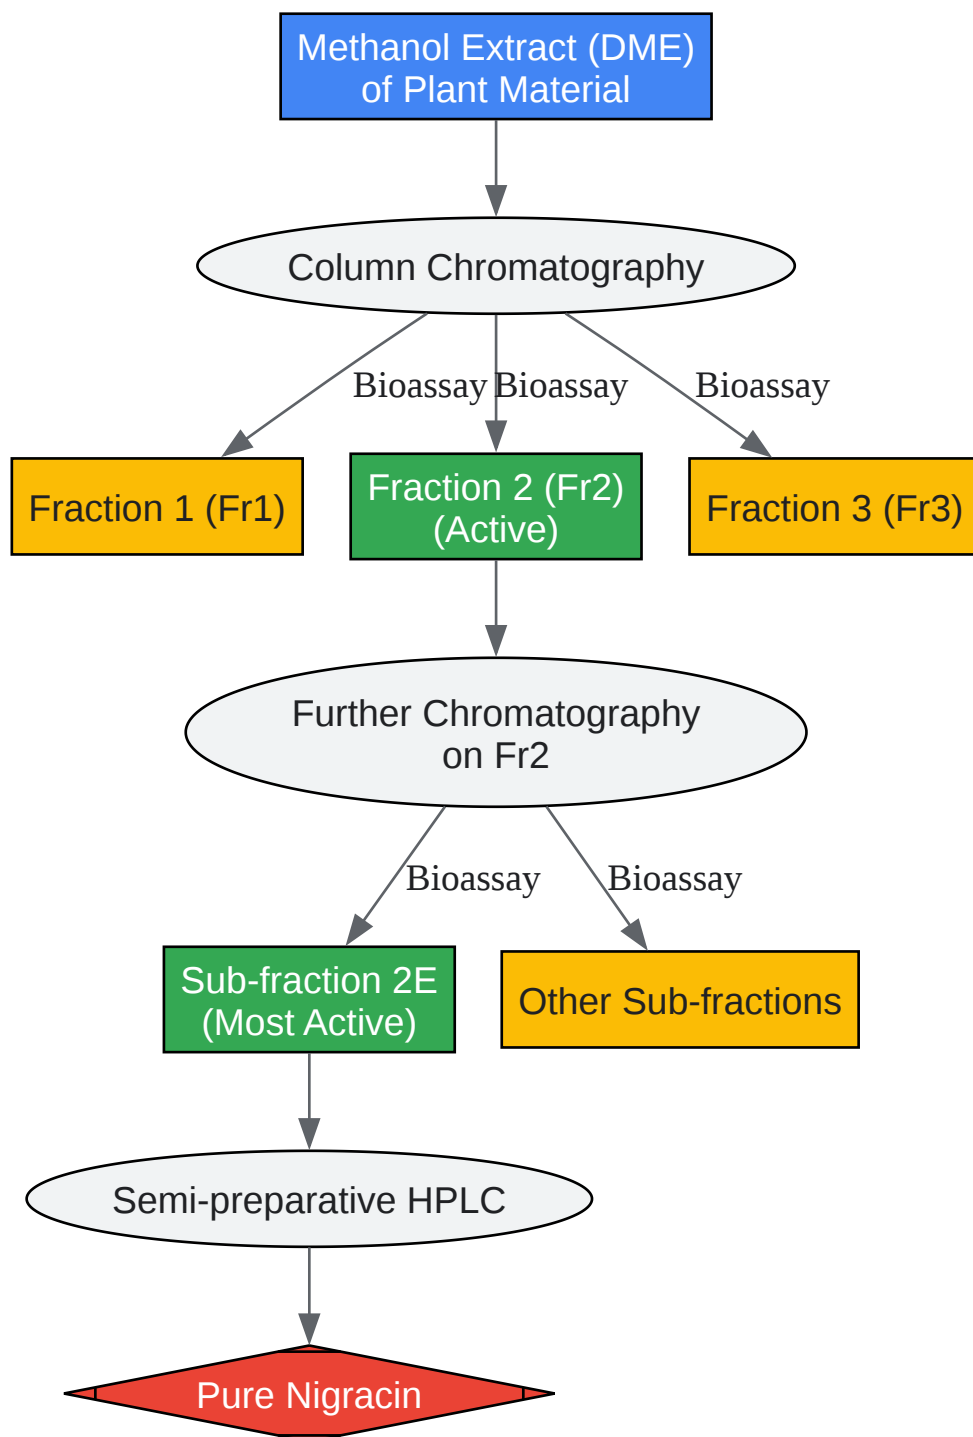 Methanol Extract (DME)
of Plant Material
Column Chromatography
Bioassay
Bioassay
Bioassay
Fraction 1 (Fr1)
Fraction 2 (Fr2)
(Active)
Fraction 3 (Fr3)
Further Chromatography
on Fr2
Bioassay
Bioassay
Sub-fraction 2E
(Most Active)
Other Sub-fractions
Semi-preparative HPLC
Pure Nigracin